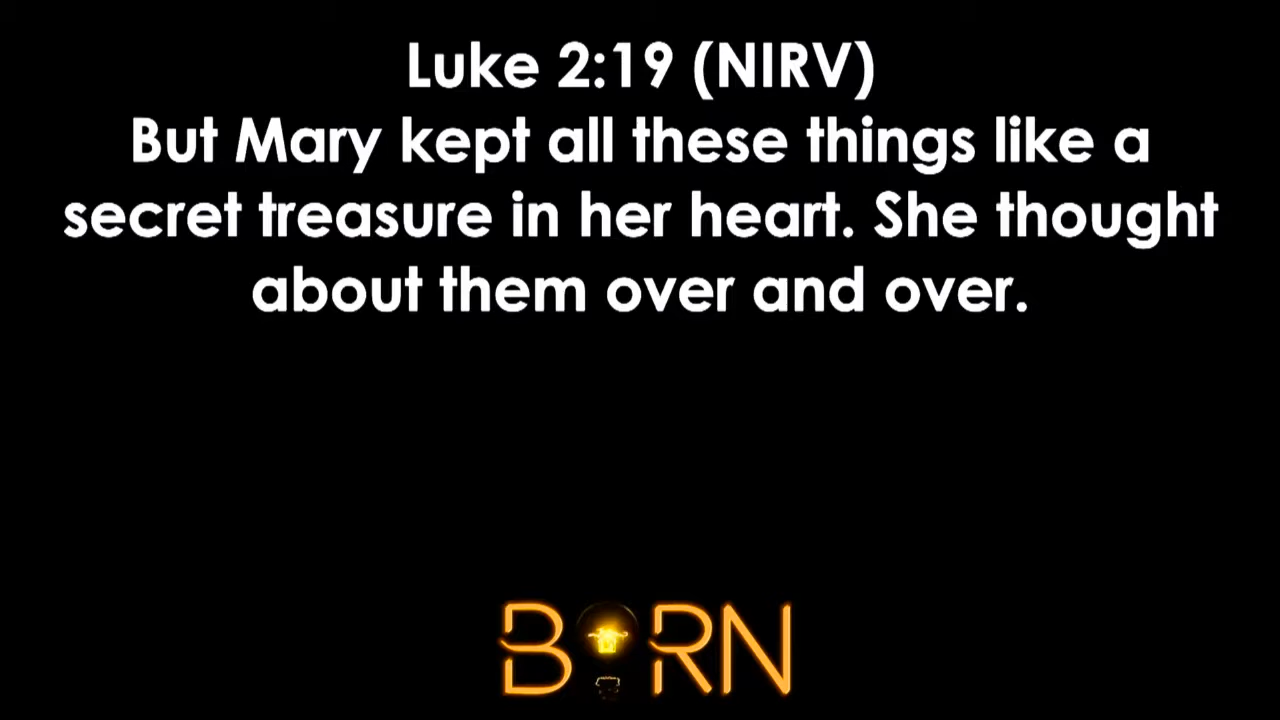 Luke 2:19 (NIRV)
But Mary kept all these things like a
secret treasure in her heart. She thought
about them over and over.
BORN